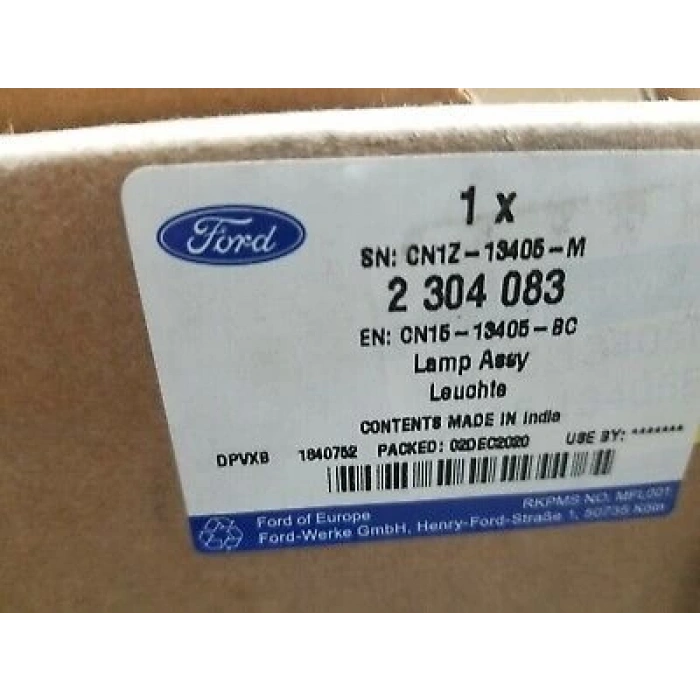 Ford
1 x
SN: CN1Z-13405-M
2 304 083
EN: CN15-13405-BC
Lamp Assy
Leuchte
CONTENTS MADE IN India
DPVXB 1840752 PACKED: 02DEC2020 USE BY: *******
RKPMS NO. MFL001
Ford of Europe
Ford-Werke GmbH, Henry-Ford-Straße 1, 50735 Köln